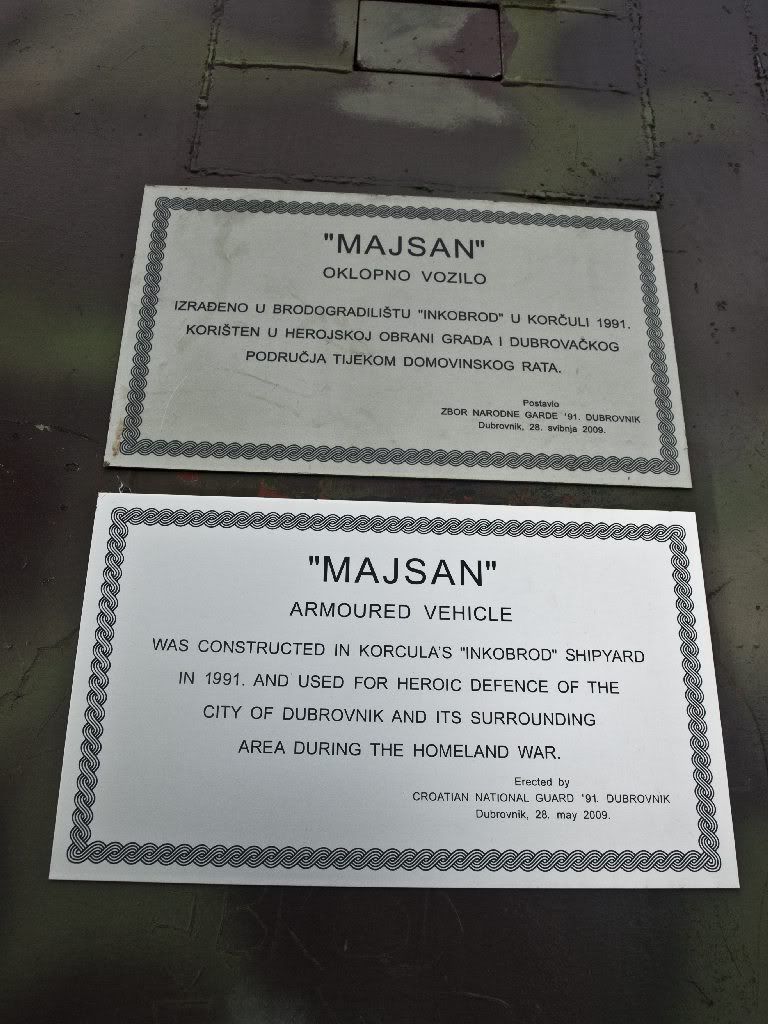 "MAJSAN"
OKLOPNO VOZILO
IZRAĐENO U BRODOGRADILIŠTU "INKOBROD" U KORČULI 1991.
KORIŠTEN U HEROJSKOJ OBRANI GRADA I DUBROVAČKOG
PODRUČJA TIJEKOM DOMOVINSKOG RATA.
Postavio
ZBOR NARODNE GARDE '91. DUBROVNIK
Dubrovnik, 28. svibnja 2009.
"MAJSAN"
ARMOURED VEHICLE
WAS CONSTRUCTED IN KORCULA'S "INKOBROD" SHIPYARD
IN 1991. AND USED FOR HEROIC DEFENCE OF THE
CITY OF DUBROVNIK AND ITS SURROUNDING
AREA DURING THE HOMELAND WAR.
Erected by
CROATIAN NATIONAL GUARD '91. DUBROVNIK
Dubrovnik, 28. may 2009.